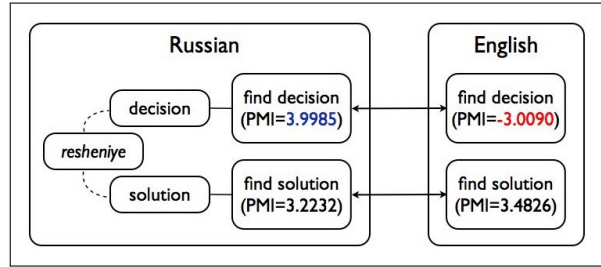 Russian
English
decision
find decision
(PMI=3.9985)
find decision
(PMI=-3.0090)
resheniye
solution
find solution
(PMI=3.2232)
find solution
(PMI=3.4826)